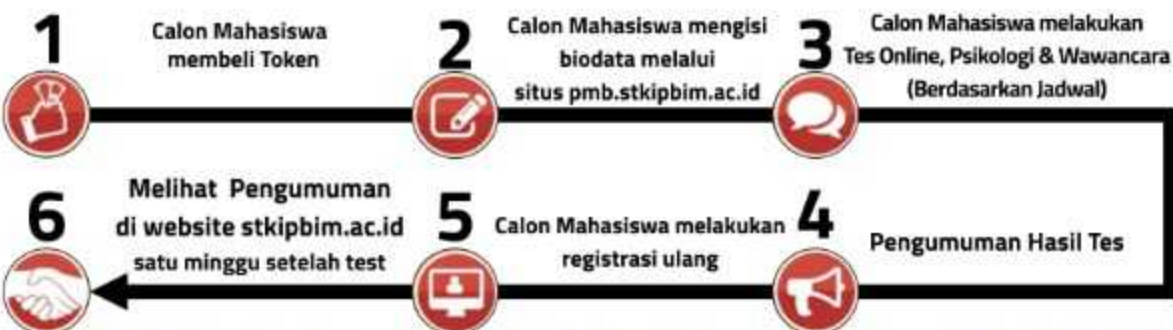 1
Calon Mahasiswa
membeli Token
2
Calon Mahasiswa mengisi
biodata melalui
situs pmb.stkipbim.ac.id
3
Calon Mahasiswa melakukan
Tes Online, Psikologi & Wawancara
(Berdasarkan Jadwal)
4
Pengumuman Hasil Tes
5
Calon Mahasiswa melakukan
registrasi ulang
6
Melihat Pengumuman
di website stkipbim.ac.id
satu minggu setelah test